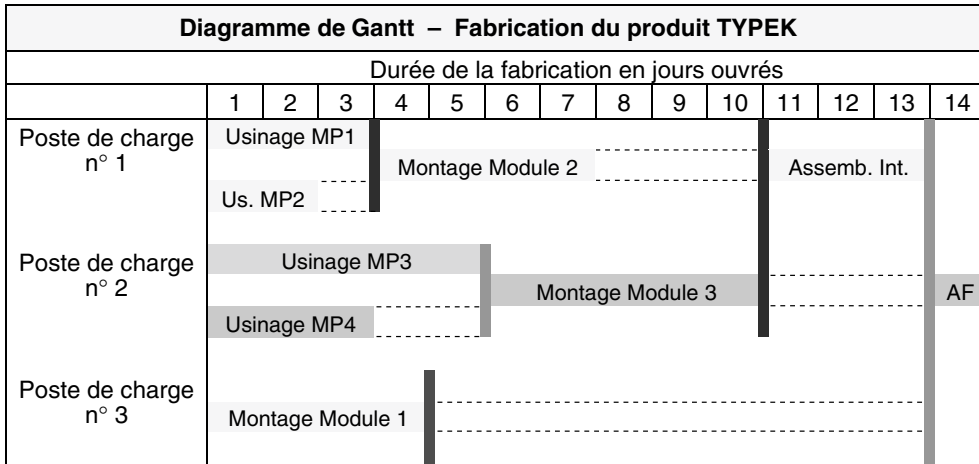 Diagramme de Gantt – Fabrication du produit TYPEK
Durée de la fabrication en jours ouvrés
1 2 3 4 5 6 7 8 9 10 11 12 13 14
Poste de charge
n° 1
Usinage MP1
Montage Module 2
Assemb. Int.
Us. MP2
Poste de charge
n° 2
Usinage MP3
Montage Module 3
AF
Usinage MP4
Poste de charge
n° 3
Montage Module 1